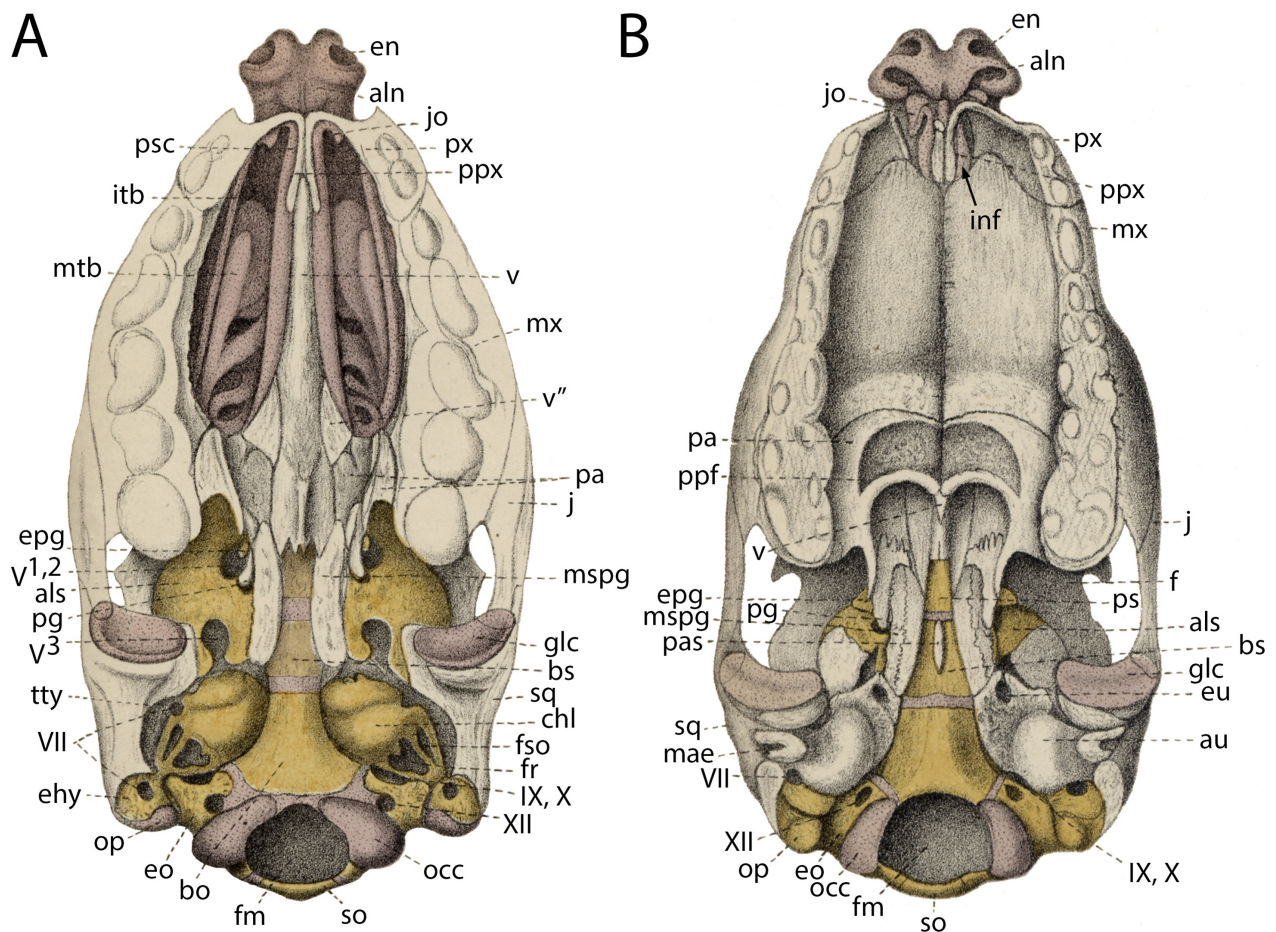 A
en
aln
jo
psc
px
ppx
itb
mtb
v
mx
v″
pa
j
epg
V1,2
als
mspg
pg
V3
glc
bs
tty
sq
chl
VII
fso
fr
ehy
IX, X
XII
op
eo
occ
bo
fm
so
B
en
aln
jo
px
ppx
inf
mx
pa
ppf
j
v
f
epg
pg
ps
mspg
als
pas
bs
glc
eu
sq
mae
au
VII
XII
op
eo
IX, X
occ
fm
so